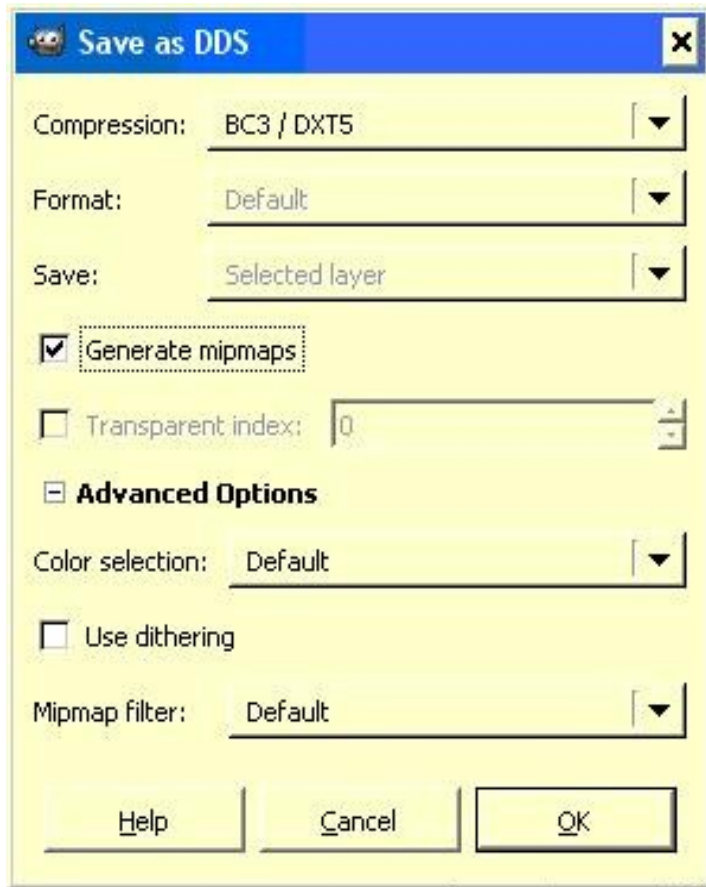 Save as DDS
Compression: BC3 / DXT5
Format: Default
Save: Selected layer
Generate mipmaps
Transparent index: 0
Advanced Options
Color selection: Default
Use dithering
Mipmap filter: Default
Help Cancel OK